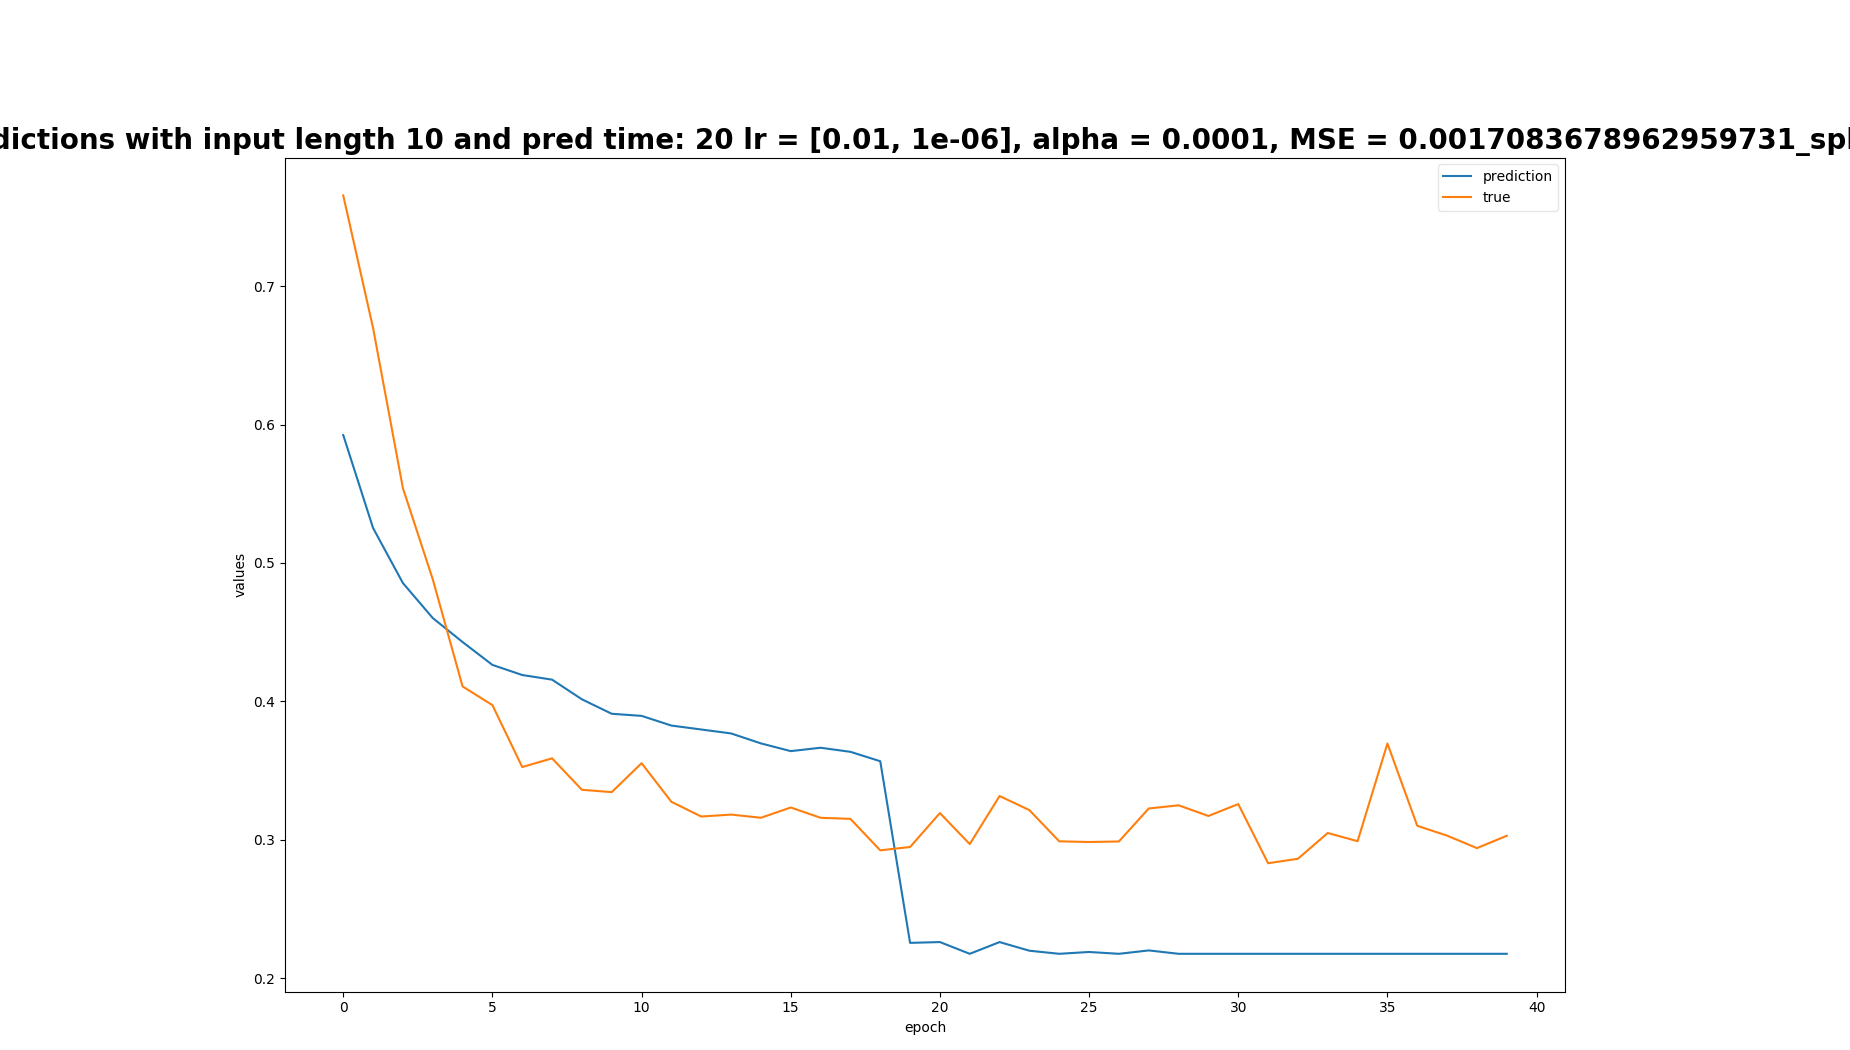 dictions with input length 10 and pred time: 20 lr = [0.01, 1e-06], alpha = 0.0001, MSE = 0.0017083678962959731_spl
prediction
true
0.7
0.6
0.5
0.4
0.3
0.2
values
0 5 10 15 20 25 30 35 40
epoch